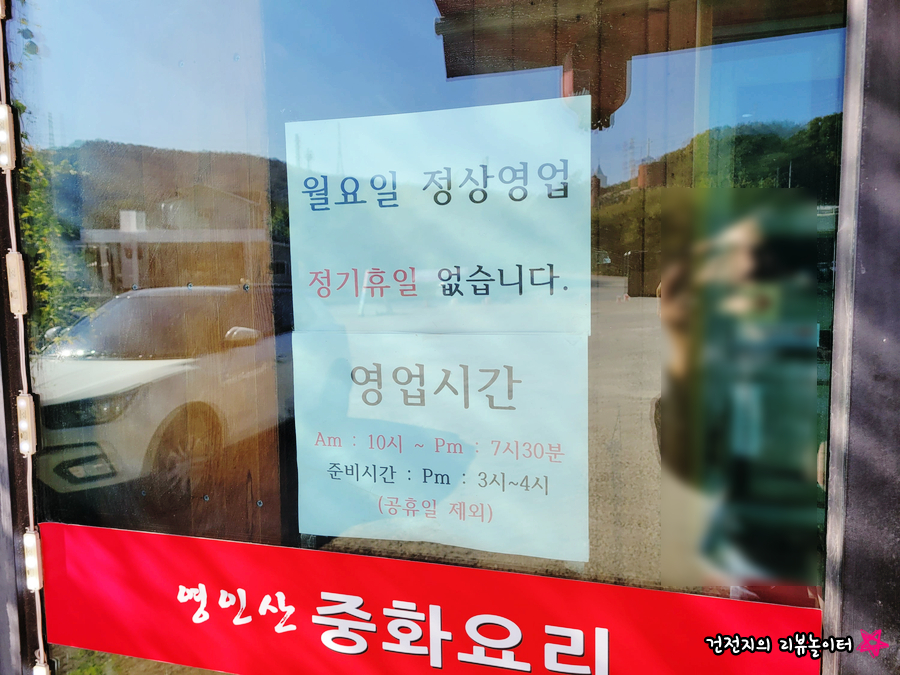 월요일 정상영업
정기휴일 없습니다.
영업시간
Am : 10시 ~ Pm : 7시30분
준비시간 : Pm : 3시~4시
(공휴일 제외)
영인산 중화요리
건전지의 리뷰놀이터